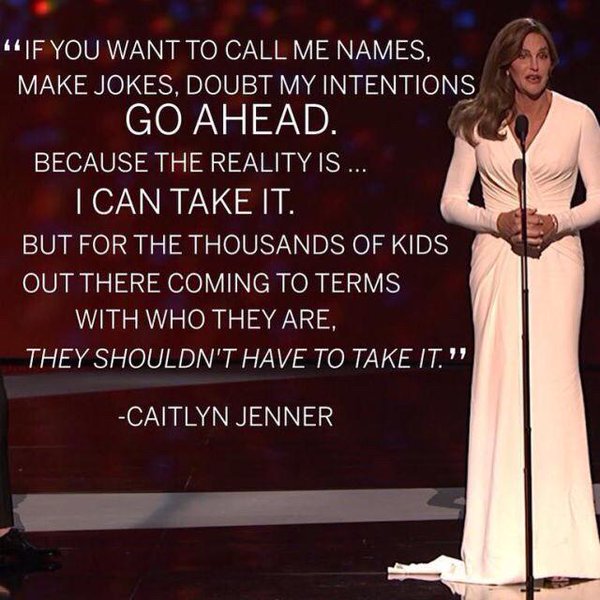 “IF YOU WANT TO CALL ME NAMES,
MAKE JOKES, DOUBT MY INTENTIONS
GO AHEAD.
BECAUSE THE REALITY IS ...
I CAN TAKE IT.
BUT FOR THE THOUSANDS OF KIDS
OUT THERE COMING TO TERMS
WITH WHO THEY ARE,
THEY SHOULDN'T HAVE TO TAKE IT.”
-CAITLYN JENNER